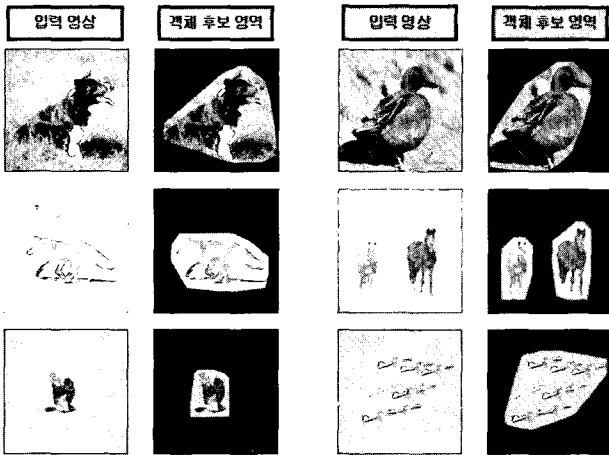 입력 영상 객체 후보 영역 입력 영상 객체 후보 영역